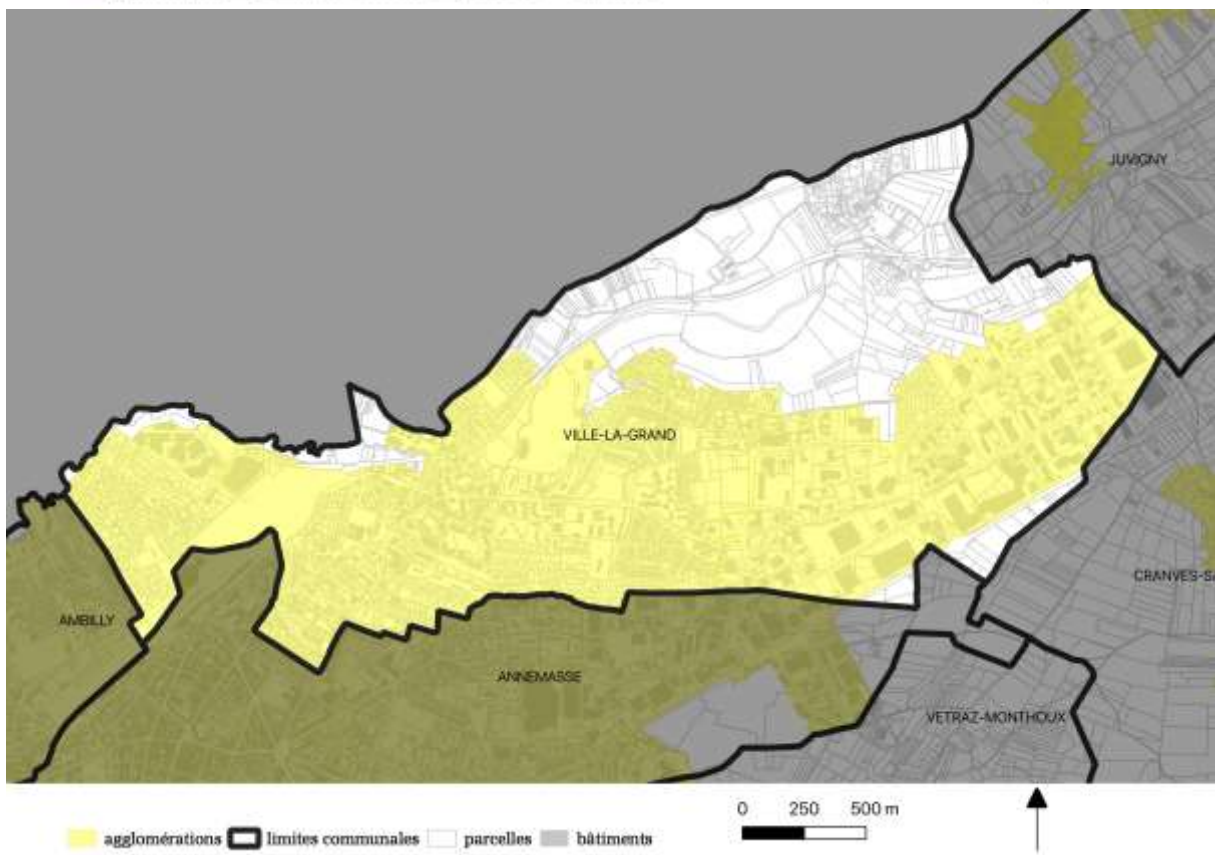 JUVIGNY
VILLE-LA-GRAND
CRANVES-SA
AMBILLY
ANNEMASSE
VETRAZ-MONTHOUX
0 250 500 m
agglomérations limites communales parcelles bâtiments